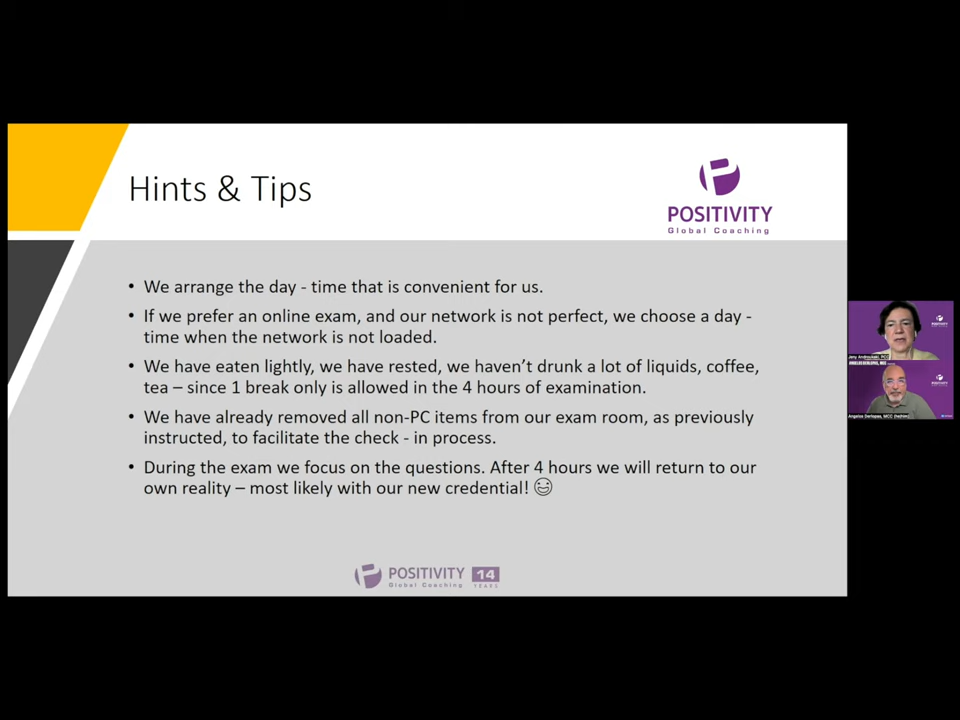 Hints & Tips
POSITIVITY
Global Coaching
• We arrange the day - time that is convenient for us.
• If we prefer an online exam, and our network is not perfect, we choose a day -
time when the network is not loaded.
• We have eaten lightly, we have rested, we haven't drunk a lot of liquids, coffee,
tea – since 1 break only is allowed in the 4 hours of examination.
• We have already removed all non-PC items from our exam room, as previously
instructed, to facilitate the check - in process.
• During the exam we focus on the questions. After 4 hours we will return to our
own reality – most likely with our new credential! 😄
POSITIVITY 14
Global Coaching YEARS
PCC
Angelos Derlopas, MCC